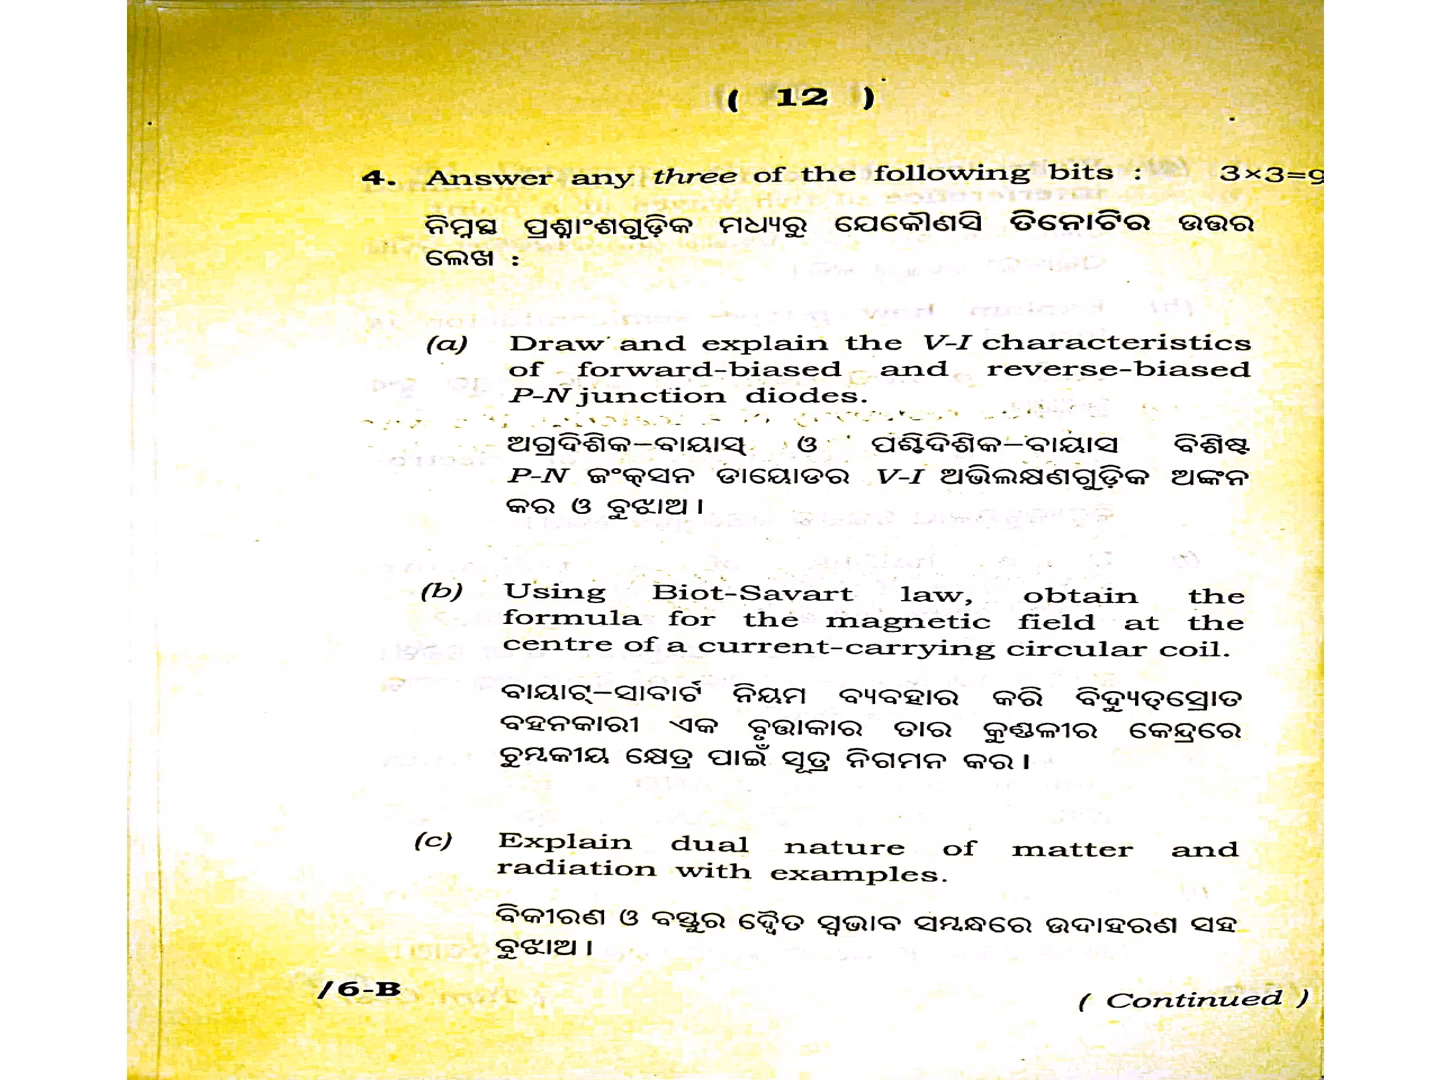 ( 12 )
4. Answer any three of the following bits : 3×3=9
ନିମ୍ନସ୍ଥ ପ୍ରଶ୍ନାଂଶଗୁଡ଼ିକ ମଧ୍ୟରୁ ଯେକୌଣସି ତିନୋଟିର ଉତ୍ତର
ଲେଖ :
(a) Draw and explain the V-I characteristics
of forward-biased and reverse-biased
P-N junction diodes.
ଅଗ୍ରଦିଶିକ-ବାୟାସ୍ ଓ ପଶ୍ଚଦିଶିକ-ବାୟାସ ବିଶିଷ୍ଟ
P-N ଜଂକ୍‌ସନ ଡାୟୋଡର V-I ଅଭିଲକ୍ଷଣଗୁଡ଼ିକ ଅଙ୍କନ
କର ଓ ବୁଝାଅ।
(b) Using Biot-Savart law, obtain the
formula for the magnetic field at the
centre of a current-carrying circular coil.
ବାୟାଟ୍-ସାବାର୍ଟ ନିୟମ ବ୍ୟବହାର କରି ବିଦ୍ୟୁତ୍‌ସ୍ରୋତ
ବହନକାରୀ ଏକ ବୃତ୍ତାକାର ତାର କୁଣ୍ଡଳୀର କେନ୍ଦ୍ରରେ
ଚୁମ୍ବକୀୟ କ୍ଷେତ୍ର ପାଇଁ ସୂତ୍ର ନିଗମନ କର।
(c) Explain dual nature of matter and
radiation with examples.
ବିକୀରଣ ଓ ବସ୍ତୁର ଦ୍ୱୈତ ସ୍ୱଭାବ ସମ୍ବନ୍ଧରେ ଉଦାହରଣ ସହ
ବୁଝାଅ।
/6-B
( Continued )